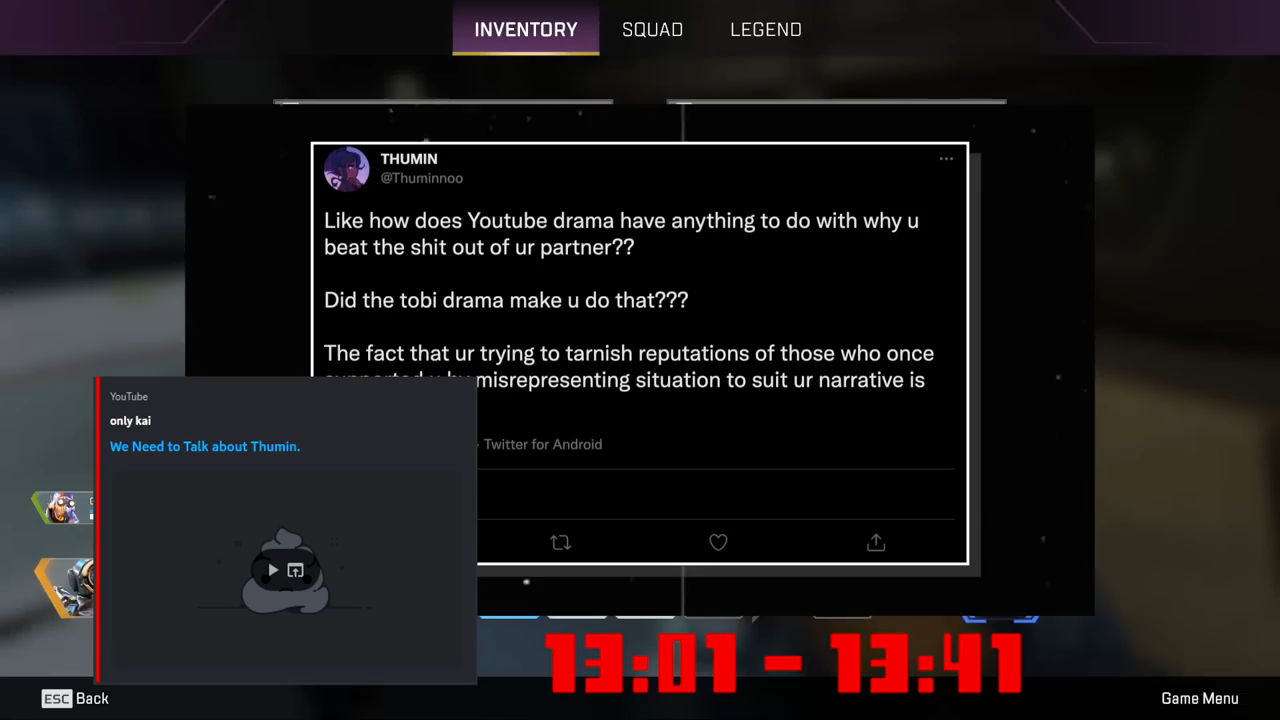 INVENTORY
SQUAD
LEGEND
THUMIN
@Thuminnoo
Like how does Youtube drama have anything to do with why u
beat the shit out of ur partner??
Did the tobi drama make u do that???
The fact that ur trying to tarnish reputations of those who once
misrepresenting situation to suit ur narrative is
YouTube
only kai
We Need to Talk about Thumin.
Twitter for Android
13:01 - 13:41
ESC Back
Game Menu